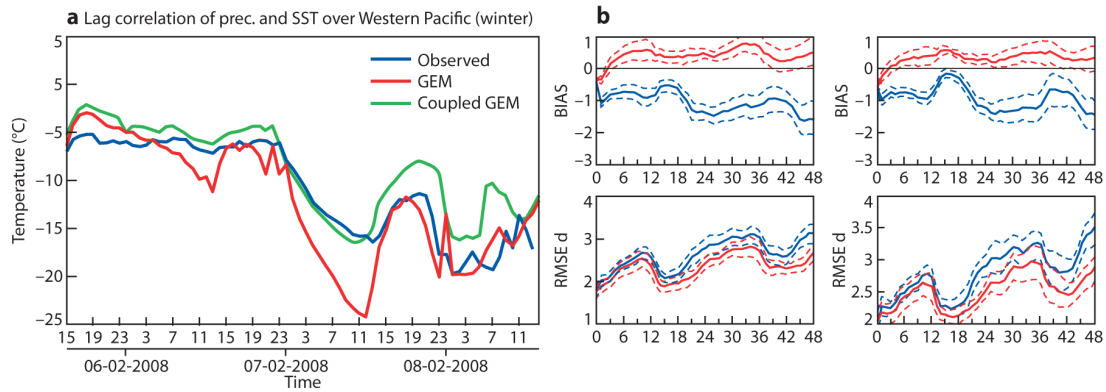 a Lag correlation of prec. and SST over Western Pacific (winter)
5
5
−5
−10
−15
−20
−25
Temperature (°C)
Observed
GEM
Coupled GEM
15 19 23 3 7 11 15 19 23 3 7 11 15 19 23 3 7 11
06-02-2008 07-02-2008 08-02-2008
Time
b
1
0
−1
−2
−3
BIAS
0 6 12 18 24 30 36 42 48
1
0
−1
−2
−3
BIAS
0 6 12 18 24 30 36 42 48
4
3
2
1
RMSE d
0 6 12 18 24 30 36 42 48
4
3.5
3
2.5
2
RMSE d
0 6 12 18 24 30 36 42 48